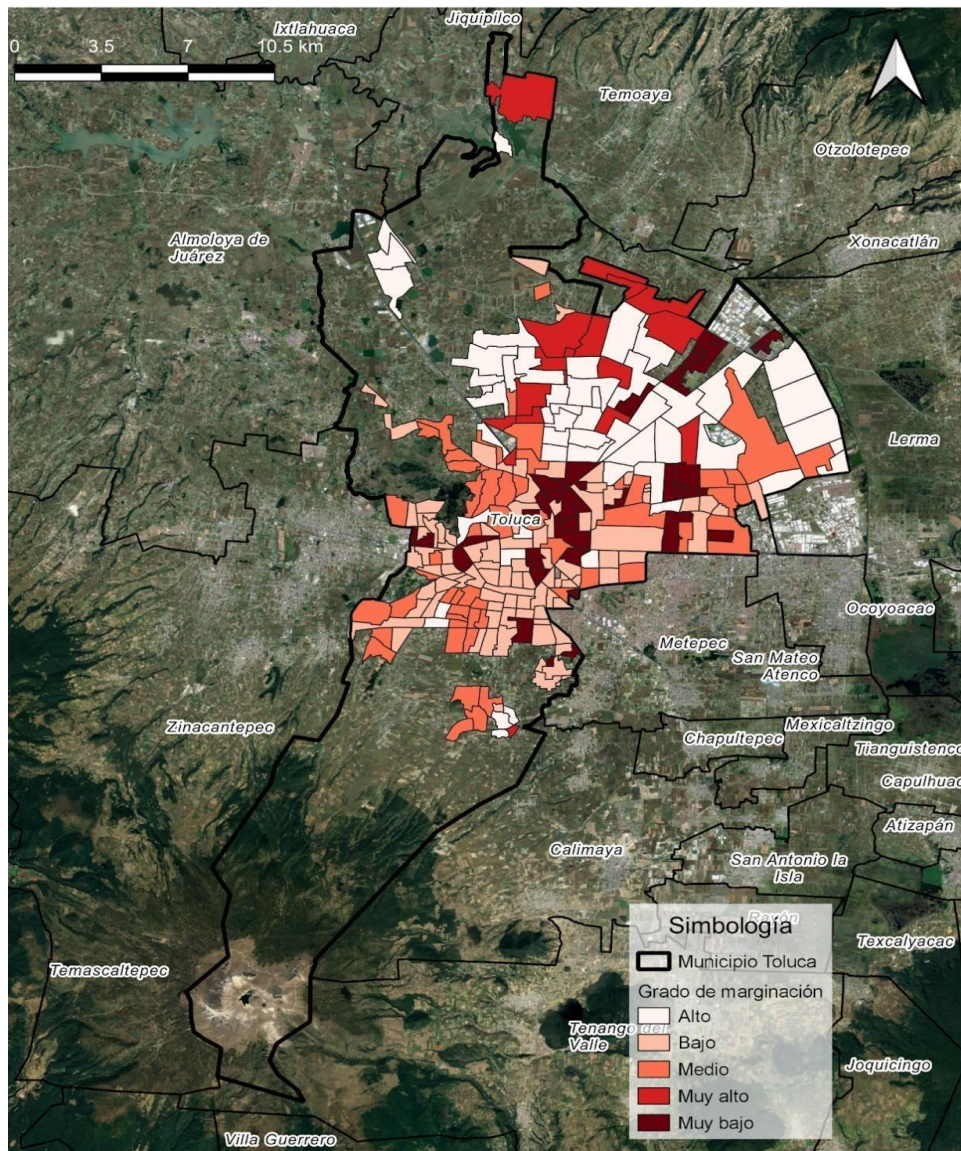 Jiquipilco
Ixtlahuaca
0 3.5 7 10.5 km
Temoaya
Otzolotepec
Almoloya de
Juárez
Xonacatlán
Lerma
Toluca
Ocoyoacac
Metepec
San Mateo
Atenco
Zinacantepec
Mexicaltzingo
Chapultepec
Tianguistenco
Capulhuac
Atizapán
Calimaya
San Antonio la
Isla
Rayón
Texcalyacac
Temascaltepec
Tenango del
Valle
Joquicingo
Villa Guerrero
Simbología
Municipio Toluca
Grado de marginación
Alto
Bajo
Medio
Muy alto
Muy bajo